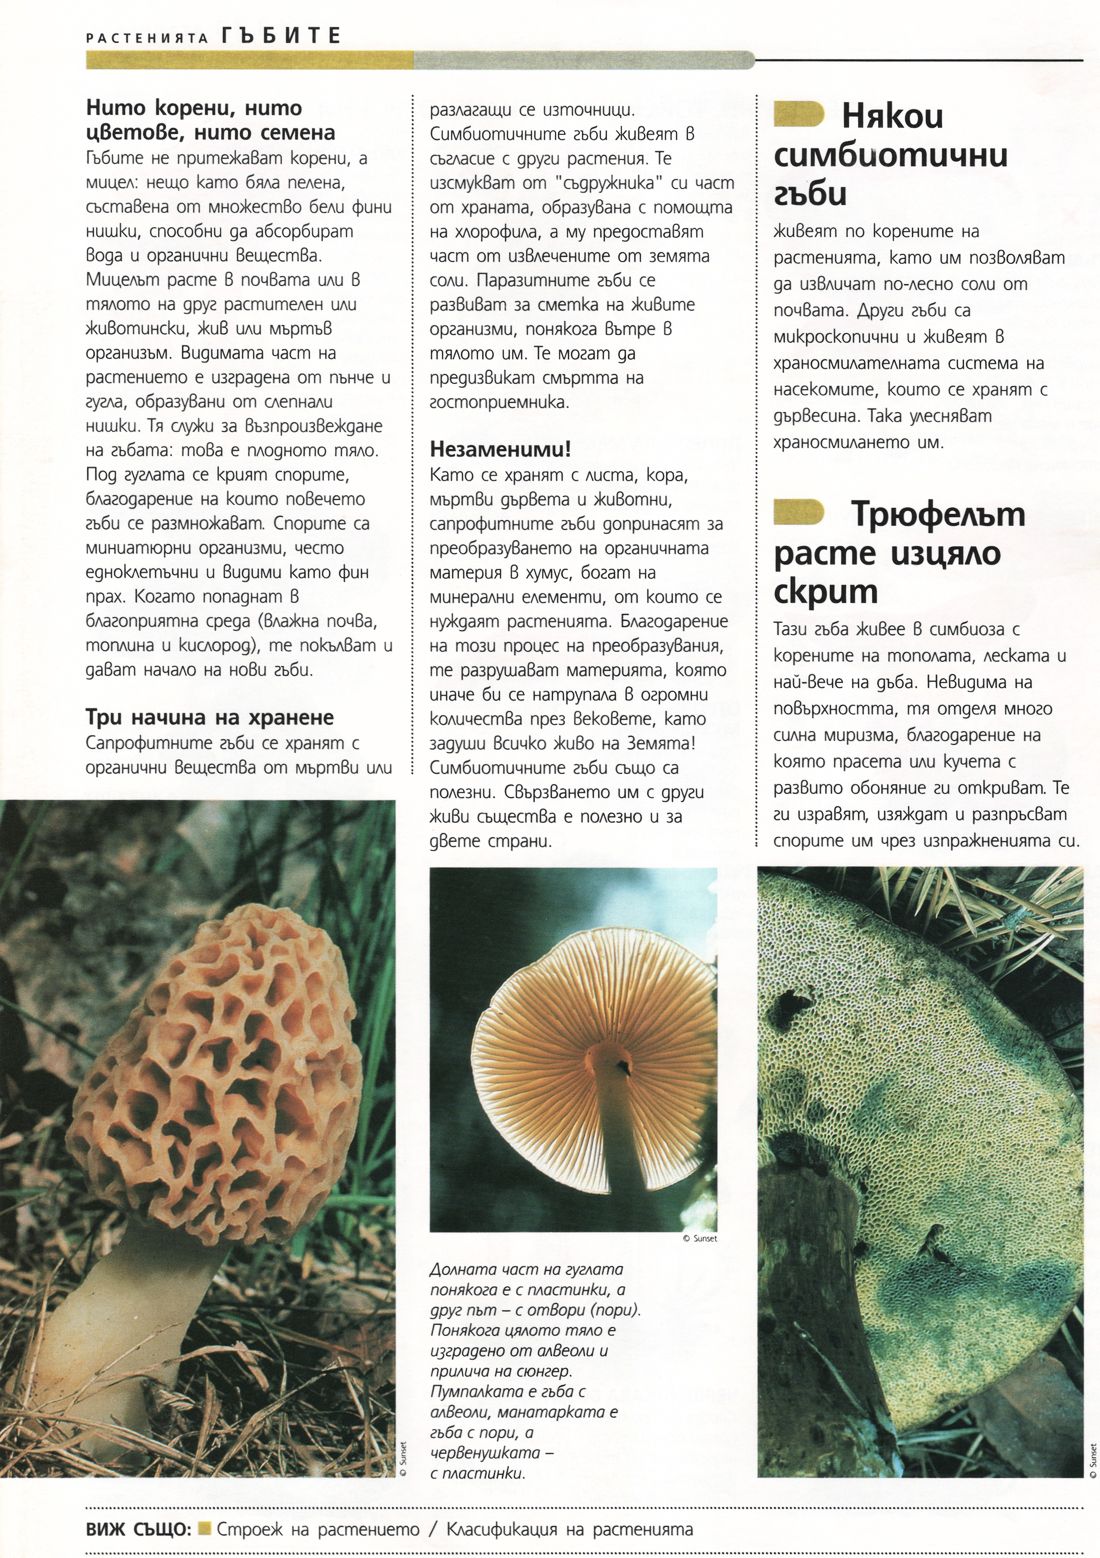 РАСТЕНИЯТА ГЪБИТЕ
Нито корени, нито
цветове, нито семена
Гъбите не притежават корени, а
мицел: нещо като бяла пелена,
съставена от множество бели фини
нишки, способни да абсорбират
вода и органични вещества.
Мицелът расте в почвата или в
тялото на друг растителен или
животински, жив или мъртъв
организъм. Видимата част на
растението е изградена от пънче и
гугла, образувани от слепнали
нишки. Тя служи за възпроизвеждане
на гъбата: това е плодното тяло.
Под гуглата се крият спорите,
благодарение на които повечето
гъби се размножават. Спорите са
миниатюрни организми, често
едноклетъчни и видими като фин
прах. Когато попаднат в
благоприятна среда (влажна почва,
топлина и кислород), те покълват и
дават начало на нови гъби.
Три начина на хранене
Сапрофитните гъби се хранят с
органични вещества от мъртви или
разлагащи се източници.
Симбиотичните гъби живеят в
съгласие с други растения. Те
изсмукват от "съдружника" си част
от храната, образувана с помощта
на хлорофила, а му предоставят
част от извлечените от земята
соли. Паразитните гъби се
развиват за сметка на живите
организми, понякога вътре в
тялото им. Те могат да
предизвикат смъртта на
гостоприемника.
Незаменими!
Като се хранят с листа, кора,
мъртви дървета и животни,
сапрофитните гъби допринасят за
преобразуването на органичната
материя в хумус, богат на
минерални елементи, от които се
нуждаят растенията. Благодарение
на този процес на преобразувания,
те разрушават материята, която
иначе би се натрупала в огромни
количества през вековете, като
задуши всичко живо на Земята!
Симбиотичните гъби също са
полезни. Свързването им с други
живи същества е полезно и за
двете страни.
Някои
симбиотични
гъби
живеят по корените на
растенията, като им позволяват
да извличат по-лесно соли от
почвата. Други гъби са
микроскопични и живеят в
храносмилателната система на
насекомите, които се хранят с
дървесина. Така улесняват
храносмилането им.
Трюфелът
расте изцяло
скрит
Тази гъба живее в симбиоза с
корените на тополата, леската и
най-вече на дъба. Невидима на
повърхността, тя отделя много
силна миризма, благодарение на
която прасета или кучета с
развито обоняние ги откриват. Те
ги изравят, изяждат и разпръсват
спорите им чрез изпражненията си.
© Sunset
© Sunset
Долната част на гуглата
понякога е с пластинки, а
друг път – с отвори (пори).
Понякога цялото тяло е
изградено от алвеоли и
прилича на сюнгер.
Пумпалката е гъба с
алвеоли, манатарката е
гъба с пори, а
червенушката –
с пластинки.
© Sunset
ВИЖ СЪЩО: Строеж на растението / Класификация на растенията